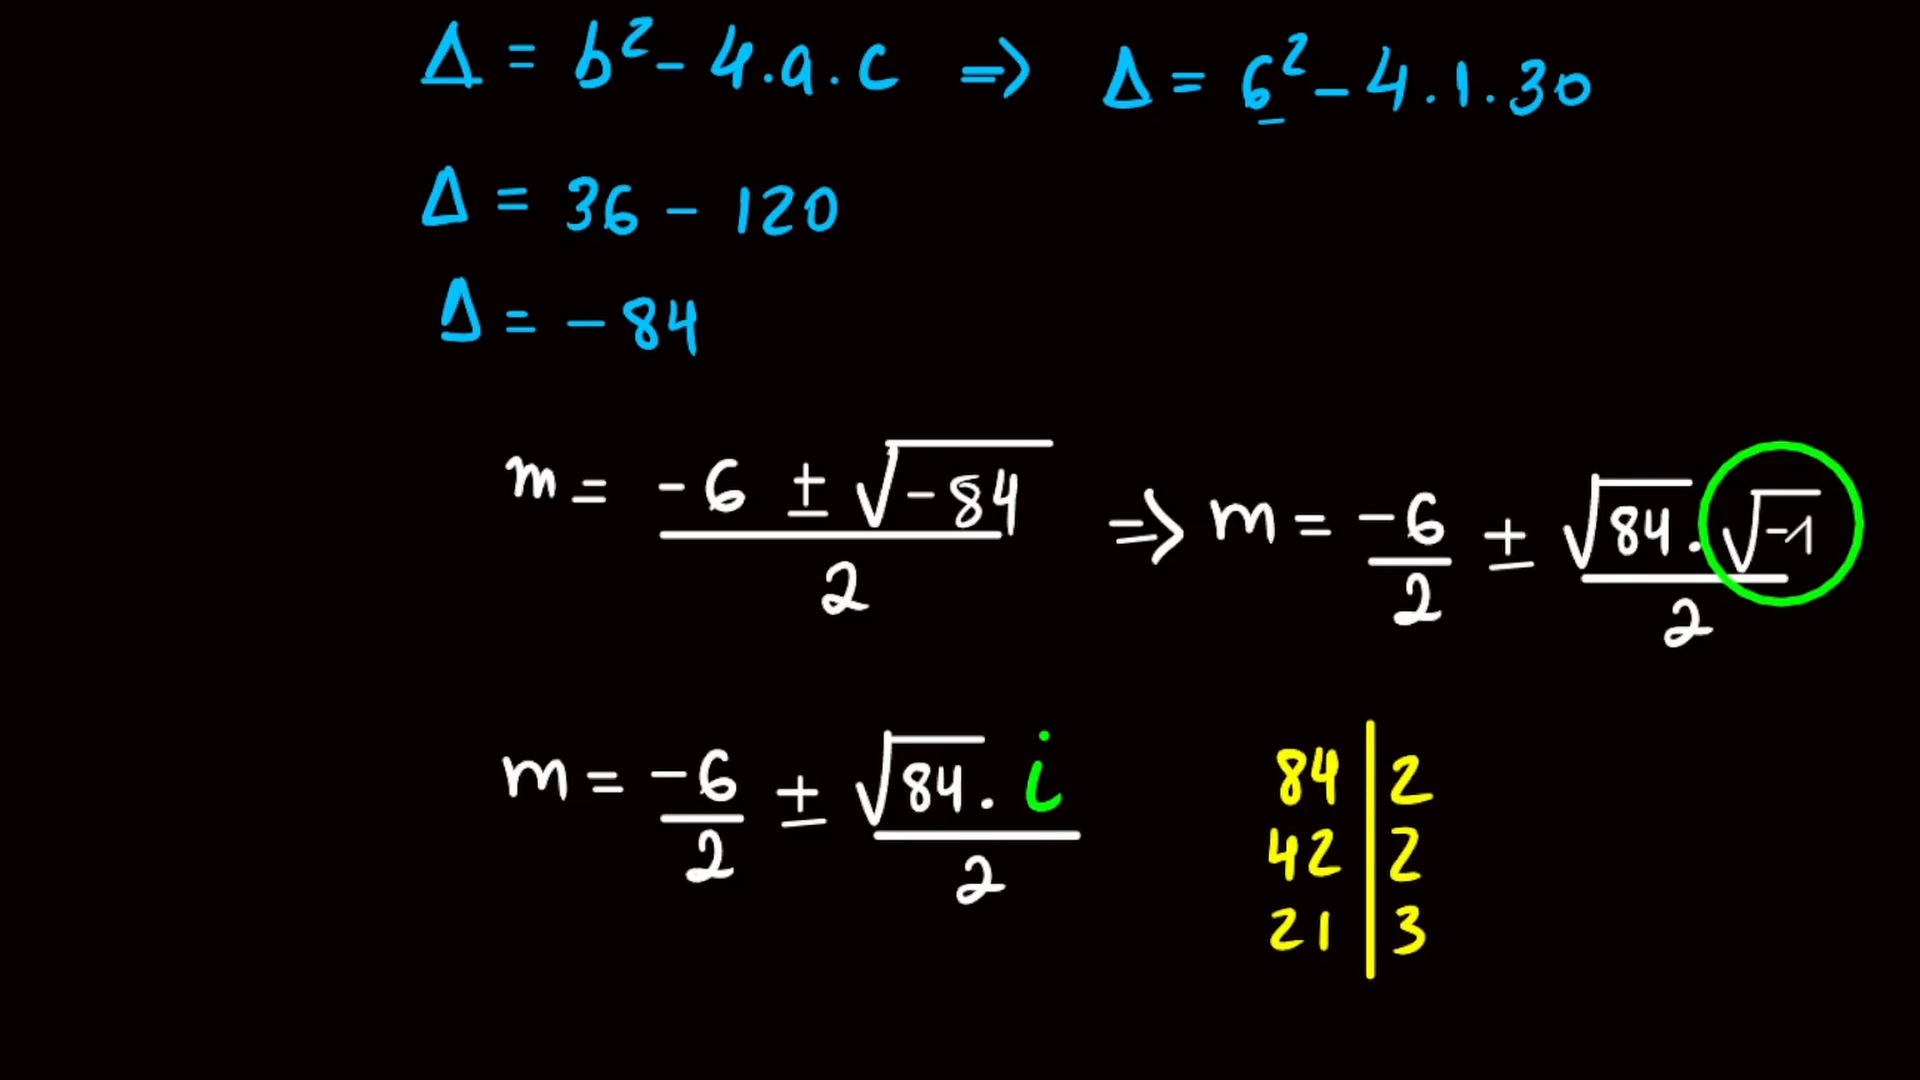 Δ = b² - 4.a.c ⇒ Δ = 6² - 4.1.30
Δ = 36 - 120
Δ = -84
m = (-6 ± √-84)/2 ⇒ m = -6/2 ± (√84 . √-1)/2
m = -6/2 ± (√84 . i)/2
84 | 2
42 | 2
21 | 3